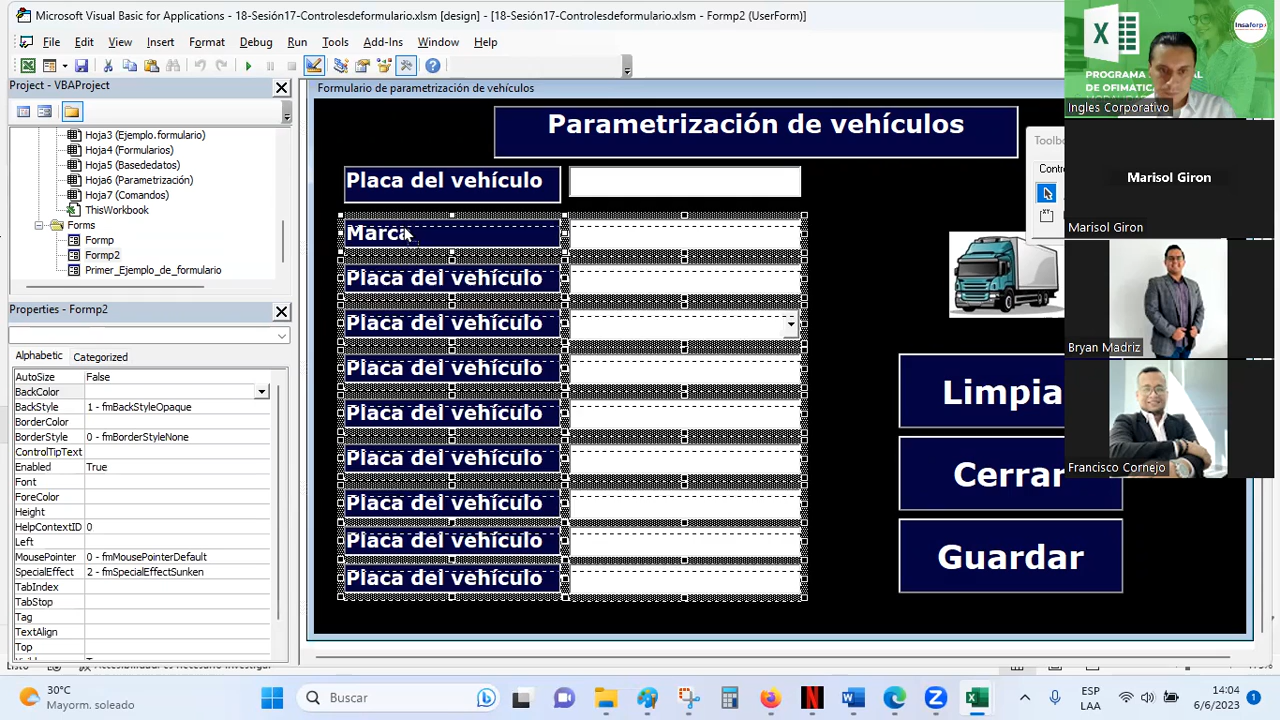 Microsoft Visual Basic for Applications - 18-Sesión17-Controlesdeformulario.xlsm [design] - [18-Sesión17-Controlesdeformulario.xlsm - Formp2 (UserForm)]
File Edit View Insert Format Debug Run Tools Add-Ins Window Help
Project - VBAProject
Hoja3 (Ejemplo.formulario)
Hoja4 (Formularios)
Hoja5 (Basededatos)
Hoja6 (Parametrización)
Hoja7 (Comandos)
ThisWorkbook
Forms
Formp
Formp2
Primer_Ejemplo_de_formulario
Properties - Formp2
Alphabetic Categorized
AutoSize False
BackColor
BackStyle 1 - fmBackStyleOpaque
BorderColor
BorderStyle 0 - fmBorderStyleNone
ControlTipText
Enabled True
Font
ForeColor
Height
HelpContextID 0
Left
MousePointer 0 - fmMousePointerDefault
SpecialEffect 2 - fmSpecialEffectSunken
TabIndex
TabStop
Tag
TextAlign
Top
Formulario de parametrización de vehículos
Parametrización de vehículos
Placa del vehículo
Marca
Placa del vehículo
Placa del vehículo
Placa del vehículo
Placa del vehículo
Placa del vehículo
Placa del vehículo
Placa del vehículo
Placa del vehículo
Toolbo
Contro
Limpia
Cerrar
Guardar
Insaforp
PROGRAMA
DE OFIMÁTICA
Ingles Corporativo
Marisol Giron
Marisol Giron
Bryan Madriz
Francisco Cornejo
30°C
Mayorm. soleado
Buscar
ESP
LAA
14:04
6/6/2023